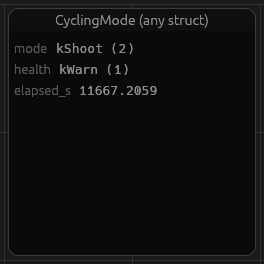 CyclingMode (any struct)
mode kShoot (2)
health kWarn (1)
elapsed_s 11667.2059